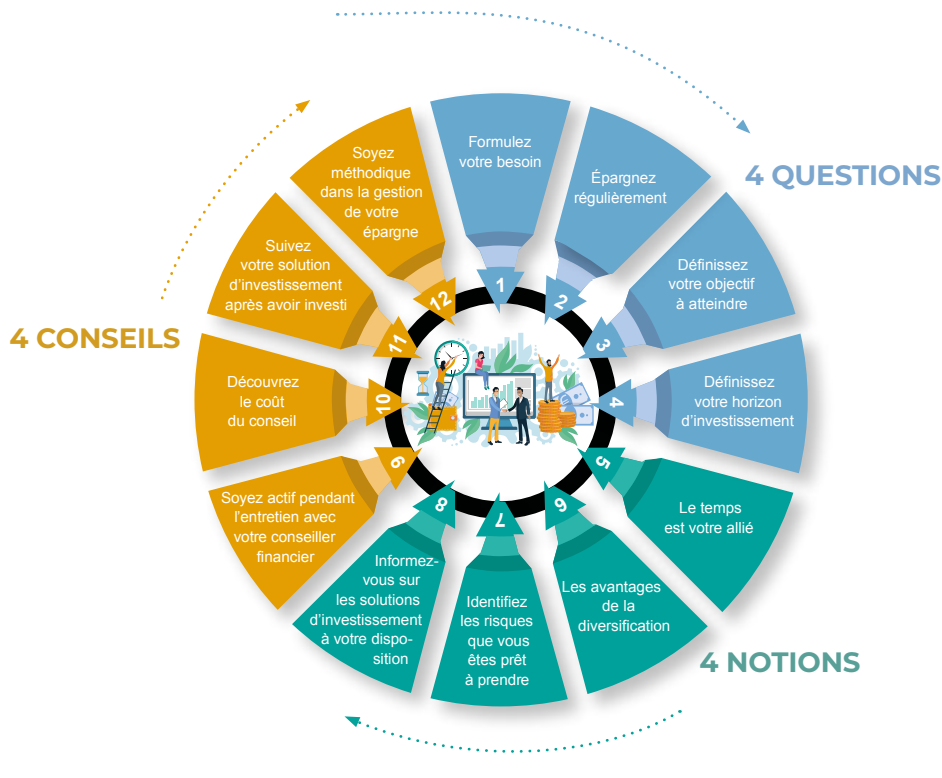 4 QUESTIONS
1
Formulez
votre besoin
2
Épargnez
régulièrement
3
Définissez
votre objectif
à atteindre
4
Définissez
votre horizon
d'investissement
4 NOTIONS
5
Le temps
est votre allié
6
Les avantages
de la
diversification
7
Identifiez
les risques
que vous
êtes prêt
à prendre
8
Informez-
vous sur
les solutions
d'investissement
à votre dispo-
sition
4 CONSEILS
9
Soyez actif pendant
l'entretien avec
votre conseiller
financier
10
Découvrez
le coût
du conseil
11
Suivez
votre solution
d'investissement
après avoir investi
12
Soyez
méthodique
dans la gestion
de votre
épargne